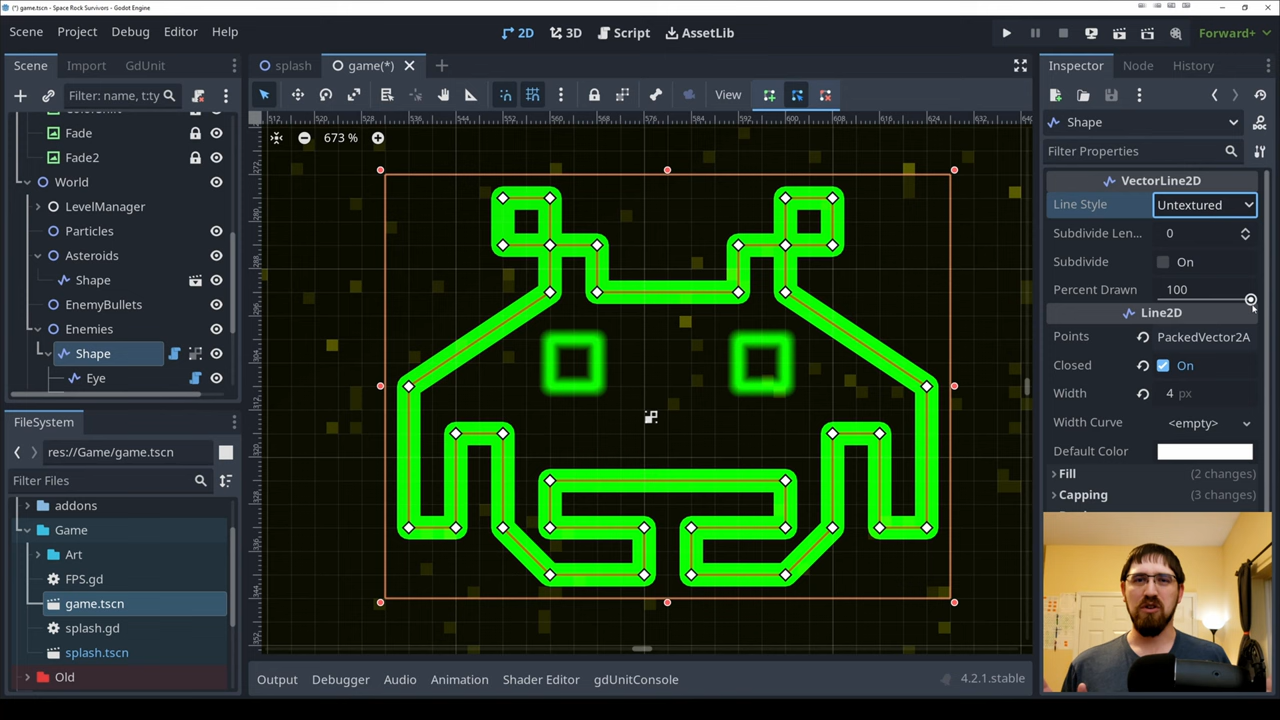 (*) game.tscn - Space Rock Survivors - Godot Engine
Scene Project Debug Editor Help
2D 3D Script AssetLib
Forward+
Scene Import GdUnit
splash game(*)
Inspector Node History
Filter: name, t:ty
View
Shape
673 %
Filter Properties
Fade
Fade2
World
LevelManager
Particles
Asteroids
Shape
EnemyBullets
Enemies
Shape
Eye
VectorLine2D
Line Style Untextured
Subdivide Len... 0
Subdivide On
Percent Drawn 100
Line2D
Points PackedVector2A
Closed On
Width 4 px
Width Curve <empty>
Default Color
Fill (2 changes)
Capping (3 changes)
FileSystem
res://Game/game.tscn
Filter Files
addons
Game
Art
FPS.gd
game.tscn
splash.gd
splash.tscn
Old
Output Debugger Audio Animation Shader Editor gdUnitConsole 4.2.1.stable